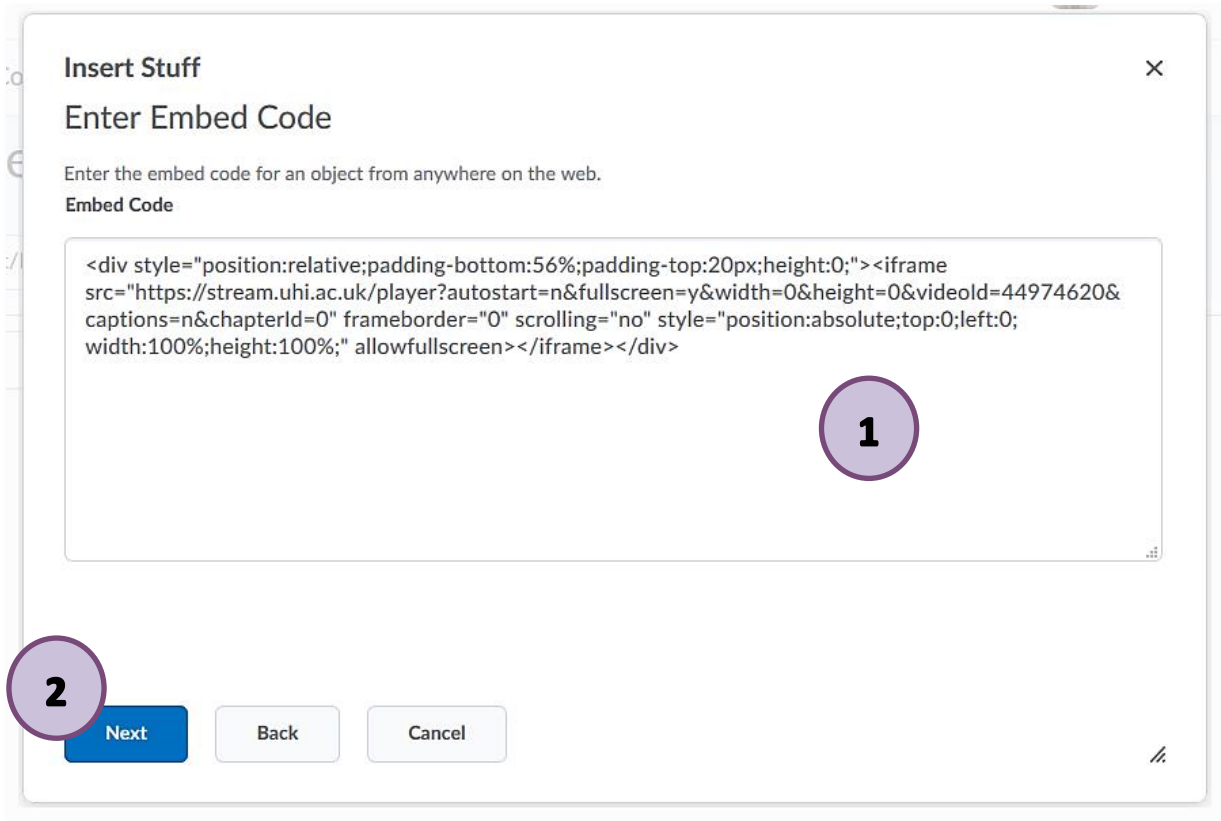 Insert Stuff
Enter Embed Code
Enter the embed code for an object from anywhere on the web.
Embed Code
<div style="position:relative;padding-bottom:56%;padding-top:20px;height:0;"><iframe
src="https://stream.uhi.ac.uk/player?autostart=n&fullscreen=y&width=0&height=0&videoId=44974620&
captions=n&chapterId=0" frameborder="0" scrolling="no" style="position:absolute;top:0;left:0;
width:100%;height:100%;" allowfullscreen></iframe></div>
1
2
Next
Back
Cancel